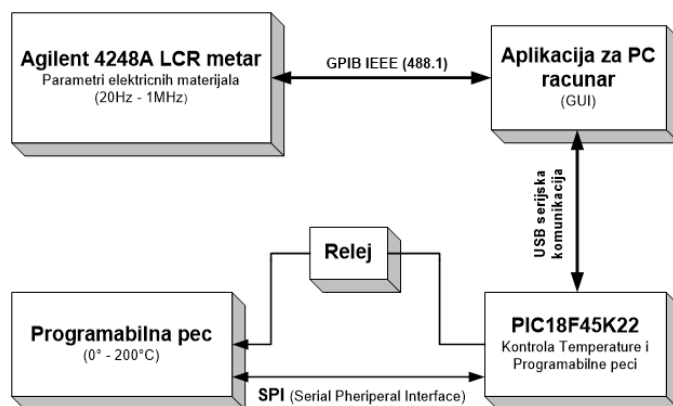 Agilent 4248A LCR metar
Parametri elektricnih materijala
(20Hz - 1MHz)
GPIB IEEE (488.1)
Aplikacija za PC
racunar
(GUI)
USB serijska
komunikacija
Relej
Programabilna pec
(0° - 200°C)
PIC18F45K22
Kontrola Temperature i
Programabilne peci
SPI (Serial Pheriperal Interface)